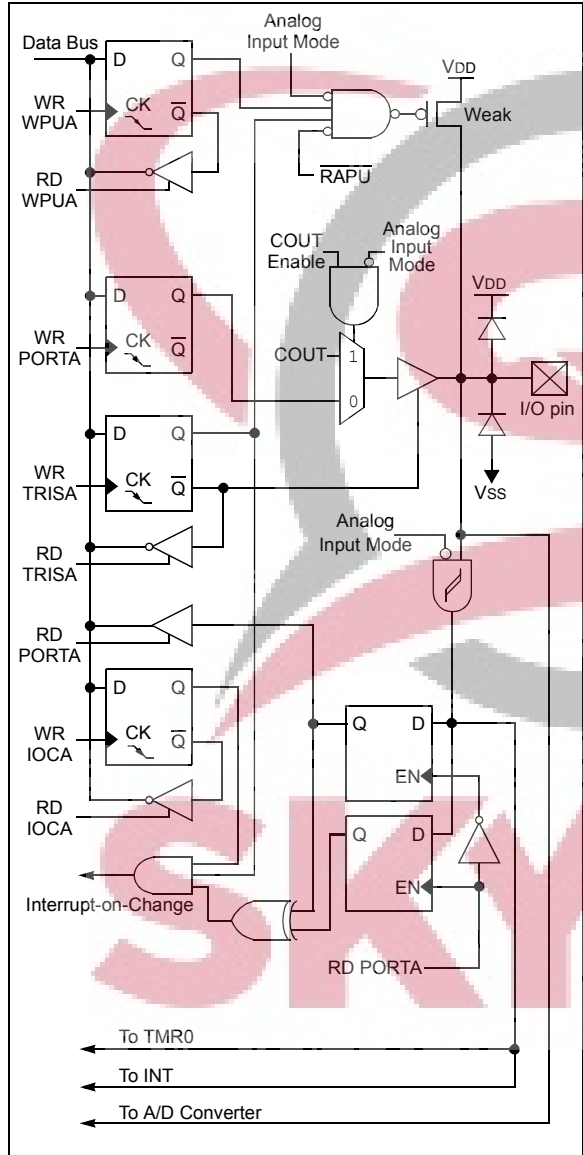 Analog
Input Mode
Data Bus
D Q
VDD
WR
WPUA
CK Q
Weak
RD
WPUA
RAPU
COUT
Enable
Analog
Input
Mode
D Q
VDD
WR
PORTA
CK Q
COUT
1
0
I/O pin
D Q
WR
TRISA
CK Q
VSS
Analog
Input Mode
RD
TRISA
RD
PORTA
D Q
Q D
WR
IOCA
CK Q
EN
RD
IOCA
Q D
EN
Interrupt-on-Change
RD PORTA
SKY
To TMR0
To INT
To A/D Converter